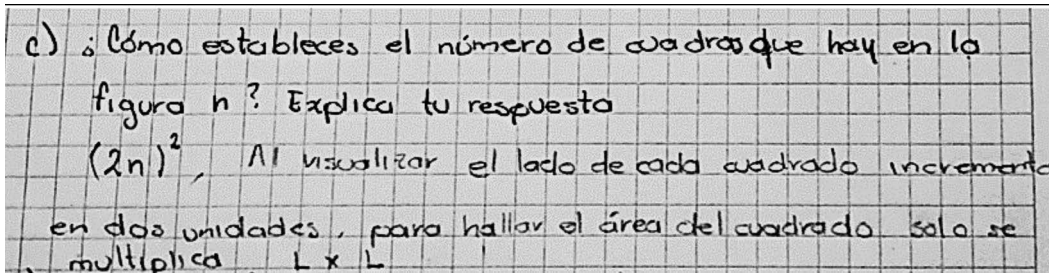 c) ¿Cómo estableces el número de cuadros que hay en la
figura n? Explica tu respuesta
(2n)², Al visualizar el lado de cada cuadrado incrementa
en dos unidades, para hallar el área del cuadrado solo se
multiplica L x L